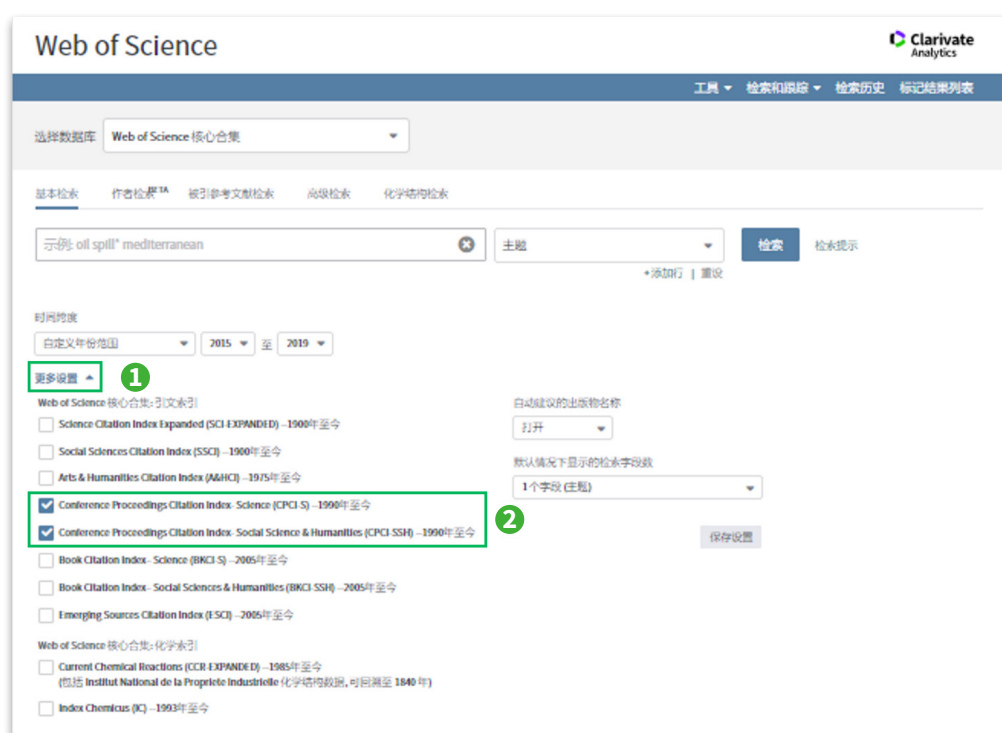 Web of Science
Clarivate
Analytics
工具 检索和跟踪 检索历史 标记结果列表
选择数据库 Web of Science 核心合集
基本检索 作者检索BETA 被引参考文献检索 高级检索 化学结构检索
示例: oil spill* mediterranean 主题 检索 检索提示
+添加行 | 重设
时间跨度
自定义年份范围 2015 至 2019
更多设置 1
Web of Science 核心合集: 引文索引 自动建议的出版物名称
Science Citation Index Expanded (SCI-EXPANDED) --1900年至今 打开
Social Sciences Citation Index (SSCI) --1900年至今 默认情况下显示的检索字段数
Arts & Humanities Citation Index (A&HCI) --1975年至今 1个字段 (主题)
Conference Proceedings Citation Index- Science (CPCI-S) --1990年至今
2
Conference Proceedings Citation Index- Social Science & Humanities (CPCI-SSH) --1990年至今 保存设置
Book Citation Index– Science (BKCI-S) --2005年至今
Book Citation Index– Social Sciences & Humanities (BKCI-SSH) --2005年至今
Emerging Sources Citation Index (ESCI) --2005年至今
Web of Science 核心合集: 化学索引
Current Chemical Reactions (CCR-EXPANDED) --1985年至今
(包括 Institut National de la Propriete Industrielle 化学结构数据, 可回溯至 1840 年)
Index Chemicus (IC) --1993年至今